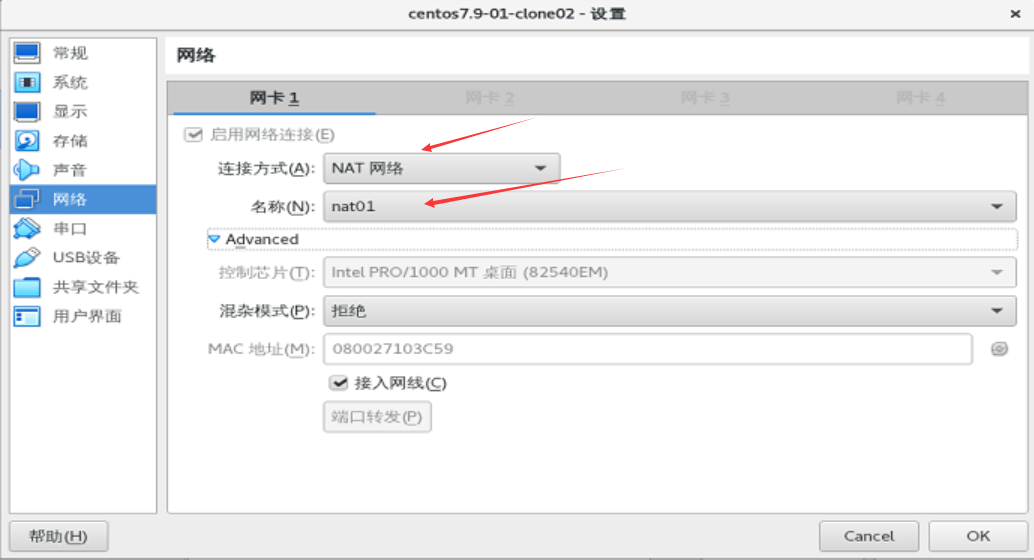 centos7.9-01-clone02 - 设置
常规
系统
显示
存储
声音
网络
串口
USB设备
共享文件夹
用户界面
网络
网卡 1 网卡 2 网卡 3 网卡 4
启用网络连接(E)
连接方式(A): NAT 网络
名称(N): nat01
Advanced
控制芯片(T): Intel PRO/1000 MT 桌面 (82540EM)
混杂模式(P): 拒绝
MAC 地址(M): 080027103C59
接入网线(C)
端口转发(P)
帮助(H) Cancel OK